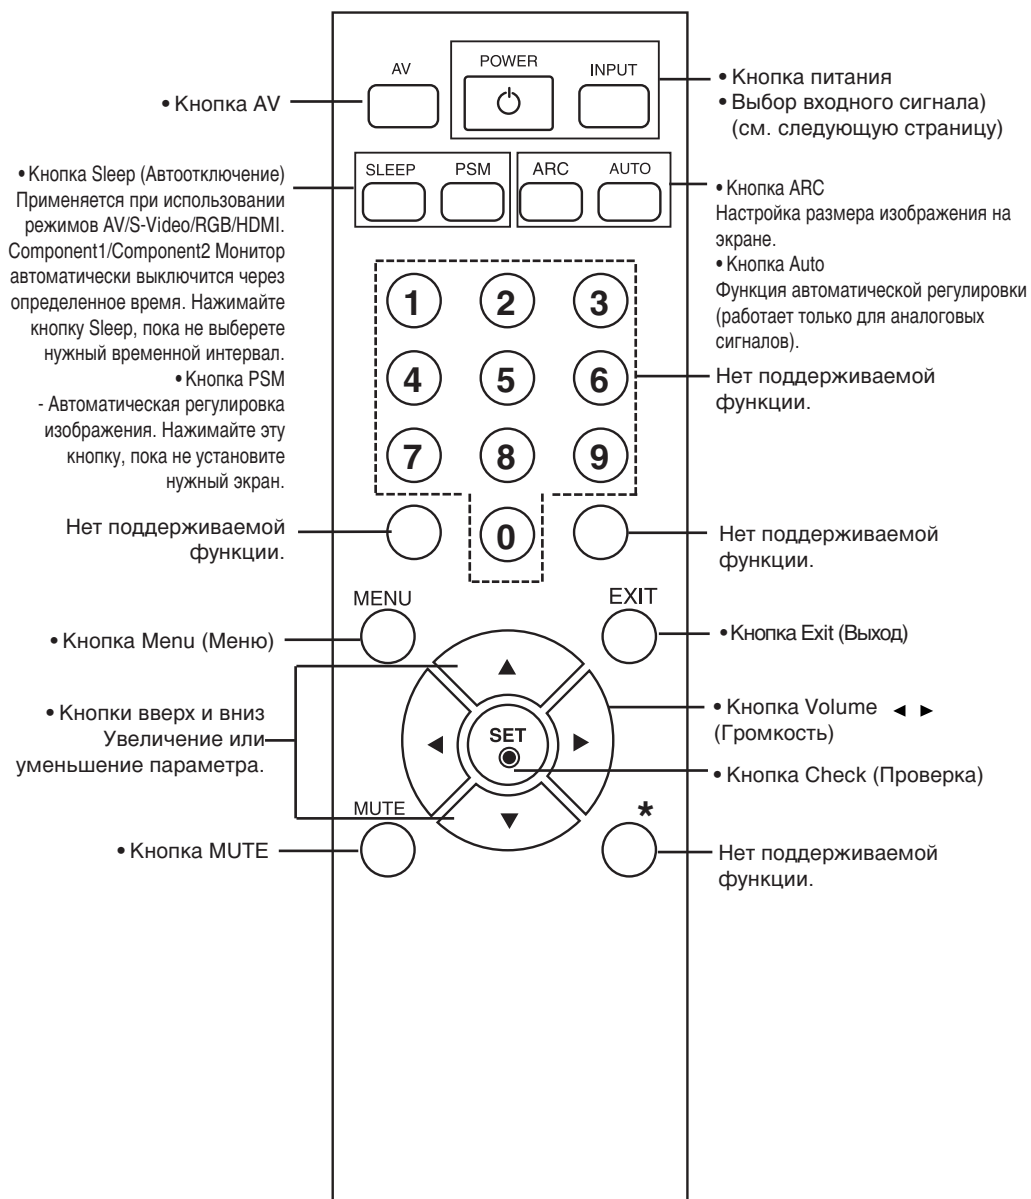 AV
POWER
INPUT
• Кнопка AV
• Кнопка питания
• Выбор входного сигнала)
(см. следующую страницу)
SLEEP
PSM
ARC
AUTO
• Кнопка Sleep (Автоотключение)
Применяется при использовании
режимов AV/S-Video/RGB/HDMI.
Component1/Component2 Монитор
автоматически выключится через
определенное время. Нажимайте
кнопку Sleep, пока не выберете
нужный временной интервал.
• Кнопка PSM
- Автоматическая регулировка
изображения. Нажимайте эту
кнопку, пока не установите
нужный экран.
• Кнопка ARC
Настройка размера изображения на
экране.
• Кнопка Auto
Функция автоматической регулировки
(работает только для аналоговых
сигналов).
1
2
3
4
5
6
7
8
9
0
Нет поддерживаемой
функции.
Нет поддерживаемой
функции.
Нет поддерживаемой
функции.
MENU
EXIT
• Кнопка Menu (Меню)
• Кнопка Exit (Выход)
• Кнопки вверх и вниз
Увеличение или
уменьшение параметра.
▲
◀
SET
▶
▼
• Кнопка Volume ◀ ▶
(Громкость)
• Кнопка Check (Проверка)
MUTE
*
• Кнопка MUTE
Нет поддерживаемой
функции.